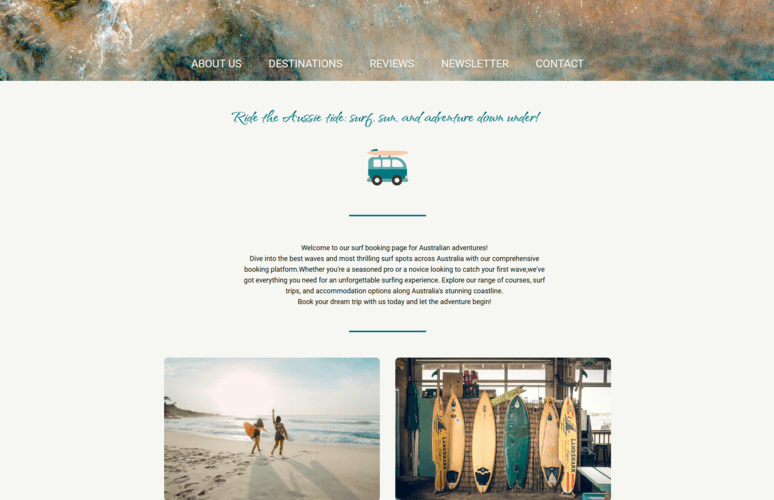 ABOUT US DESTINATIONS REVIEWS NEWSLETTER CONTACT
Ride the Aussie tide: surf, sun, and adventure down under!
Welcome to our surf booking page for Australian adventures!
Dive into the best waves and most thrilling surf spots across Australia with our comprehensive
booking platform.Whether you're a seasoned pro or a novice looking to catch your first wave,we've
got everything you need for an unforgettable surfing experience. Explore our range of courses, surf
trips, and accommodation options along Australia's stunning coastline.
Book your dream trip with us today and let the adventure begin!